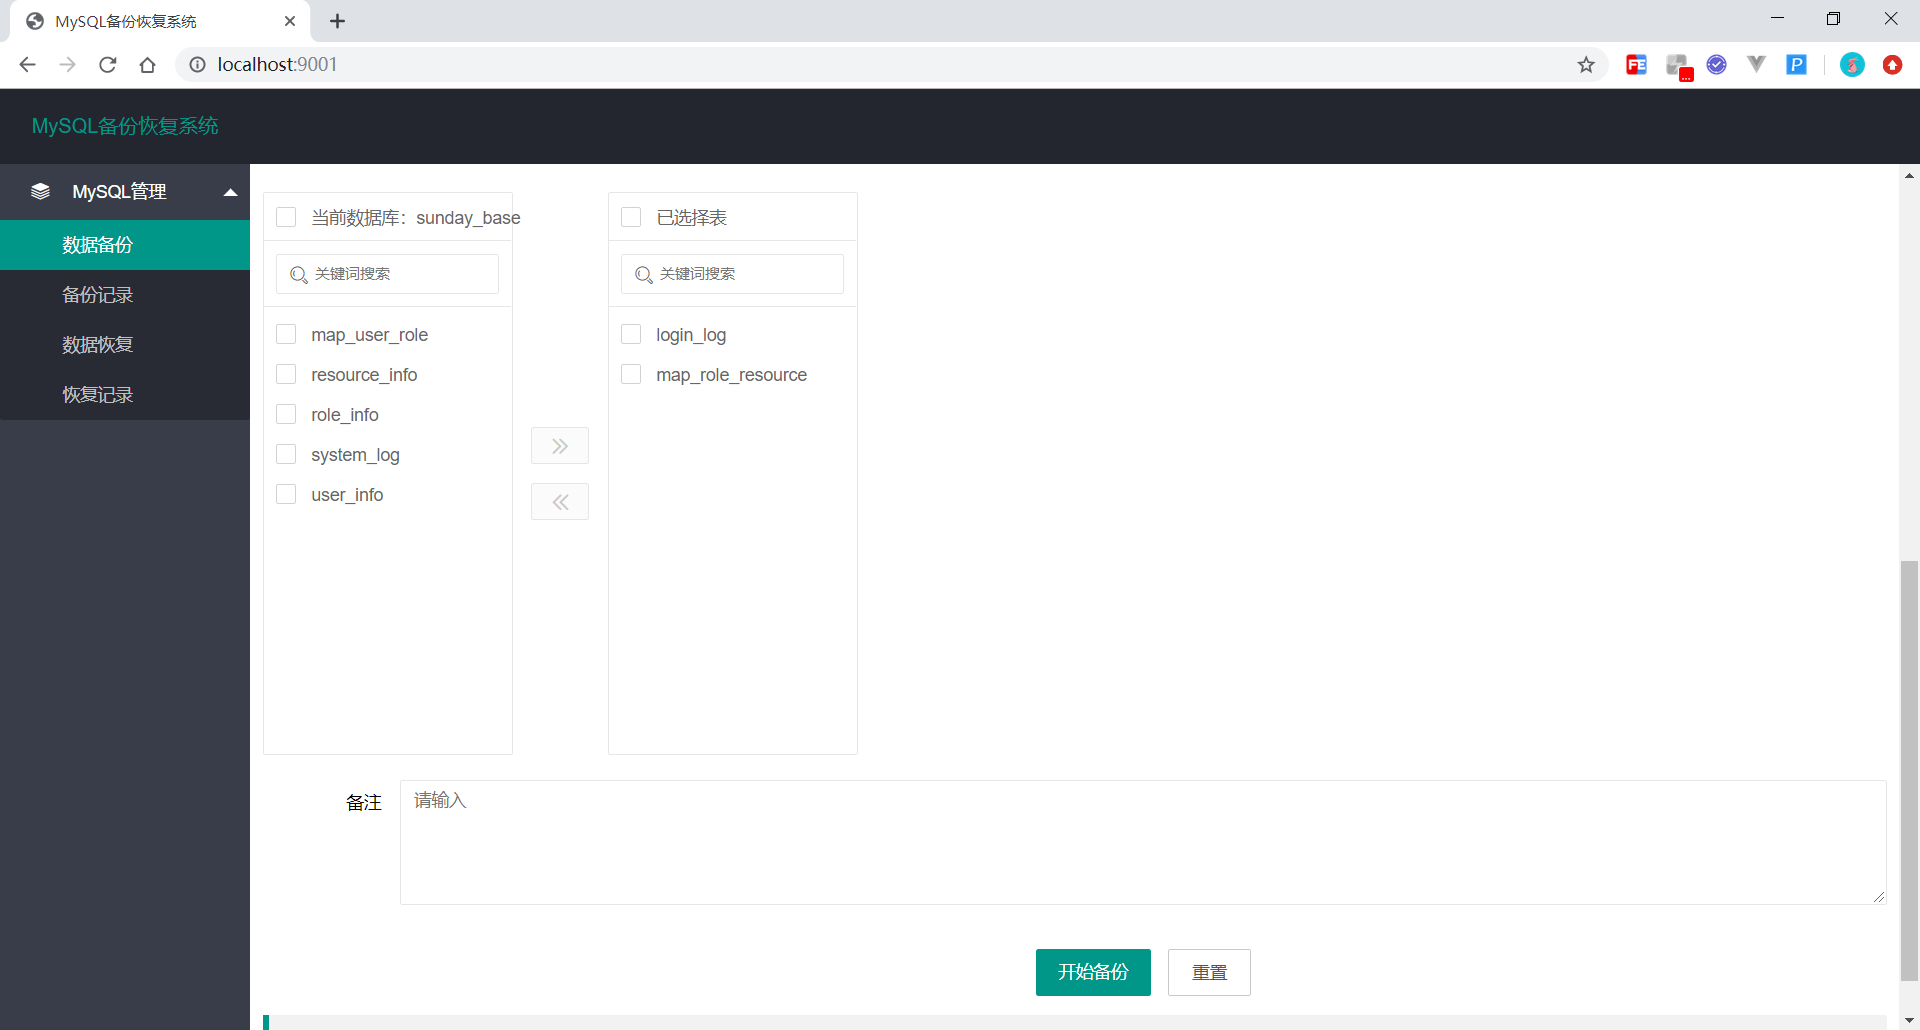 MySQL备份恢复系统
localhost:9001
FE
...
P
MySQL备份恢复系统
MySQL管理
数据备份
备份记录
数据恢复
恢复记录
当前数据库：sunday_base
关键词搜索
map_user_role
resource_info
role_info
system_log
user_info
已选择表
关键词搜索
login_log
map_role_resource
备注
请输入
开始备份
重置